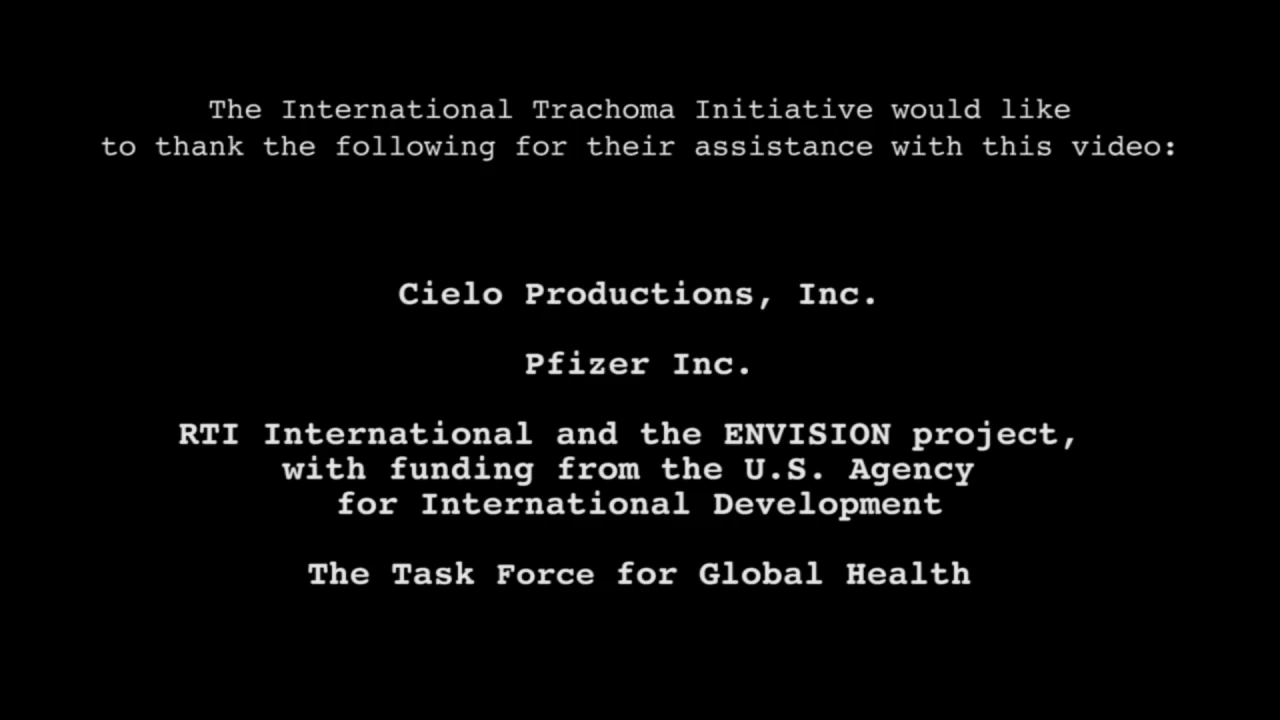 The International Trachoma Initiative would like
to thank the following for their assistance with this video:
Cielo Productions, Inc.
Pfizer Inc.
RTI International and the ENVISION project,
with funding from the U.S. Agency
for International Development
The Task Force for Global Health